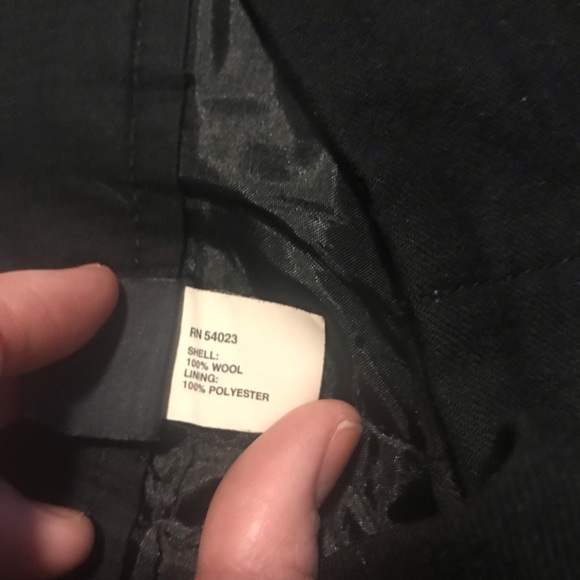 RN 54023
SHELL:
100% WOOL
LINING:
100% POLYESTER